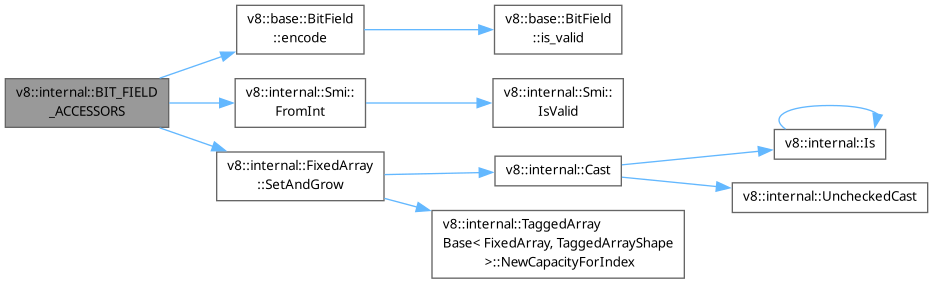 v8::internal::BIT_FIELD
_ACCESSORS
v8::base::BitField
::encode
v8::base::BitField
::is_valid
v8::internal::Smi::
FromInt
v8::internal::Smi::
IsValid
v8::internal::FixedArray
::SetAndGrow
v8::internal::Cast
v8::internal::Is
v8::internal::UncheckedCast
v8::internal::TaggedArray
Base< FixedArray, TaggedArrayShape
>::NewCapacityForIndex